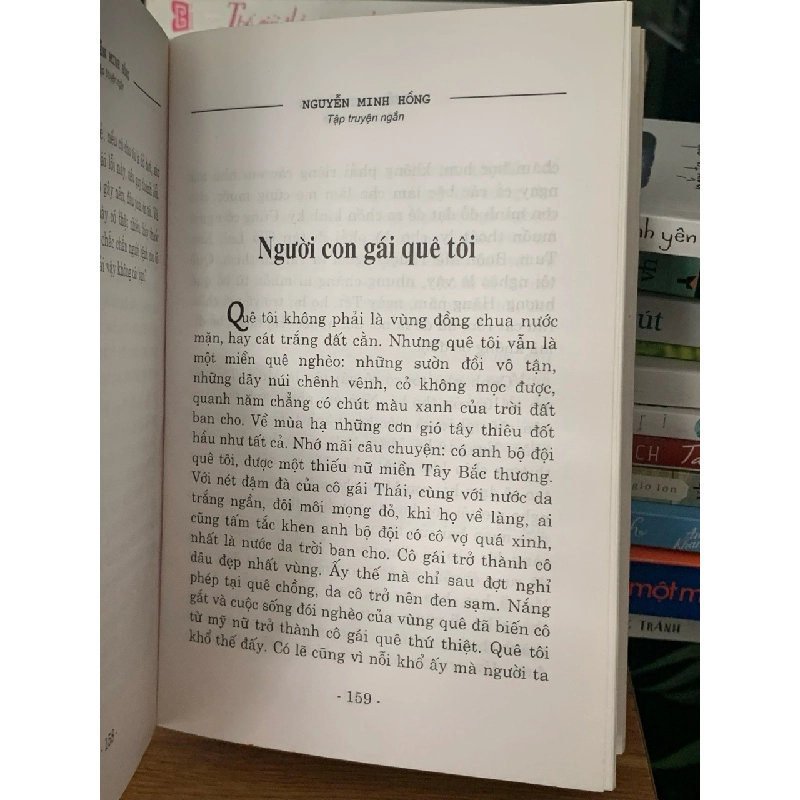 NGUYỄN MINH HỒNG
Tập truyện ngắn
Người con gái quê tôi
Quê tôi không phải là vùng đồng chua nước
mặn, hay cát trắng đất cằn. Nhưng quê tôi vẫn là
một miền quê nghèo: những sườn đồi vô tận,
những dãy núi chênh vênh, cỏ không mọc được,
quanh năm chẳng có chút màu xanh của trời đất
ban cho. Về mùa hạ những cơn gió tây thiêu đốt
hầu như tất cả. Nhớ mãi câu chuyện: có anh bộ đội
quê tôi, được một thiếu nữ miền Tây Bắc thương.
Với nét đậm đà của cô gái Thái, cùng với nước da
trắng ngần, đôi môi mọng đỏ, khi họ về làng, ai
cũng tấm tắc khen anh bộ đội có cô vợ quá xinh,
nhất là nước da trời ban cho. Cô gái trở thành cô
dâu đẹp nhất vùng. Ấy thế mà chỉ sau đợt nghỉ
phép tại quê chồng, da cô trở nên đen sạm. Nắng
gắt và cuộc sống đói nghèo của vùng quê đã biến cô
từ mỹ nữ trở thành cô gái quê thứ thiệt. Quê tôi
khổ thế đấy. Có lẽ cũng vì nỗi khổ ấy mà người ta
- 159 -
nh yên
út
một m
TRANH